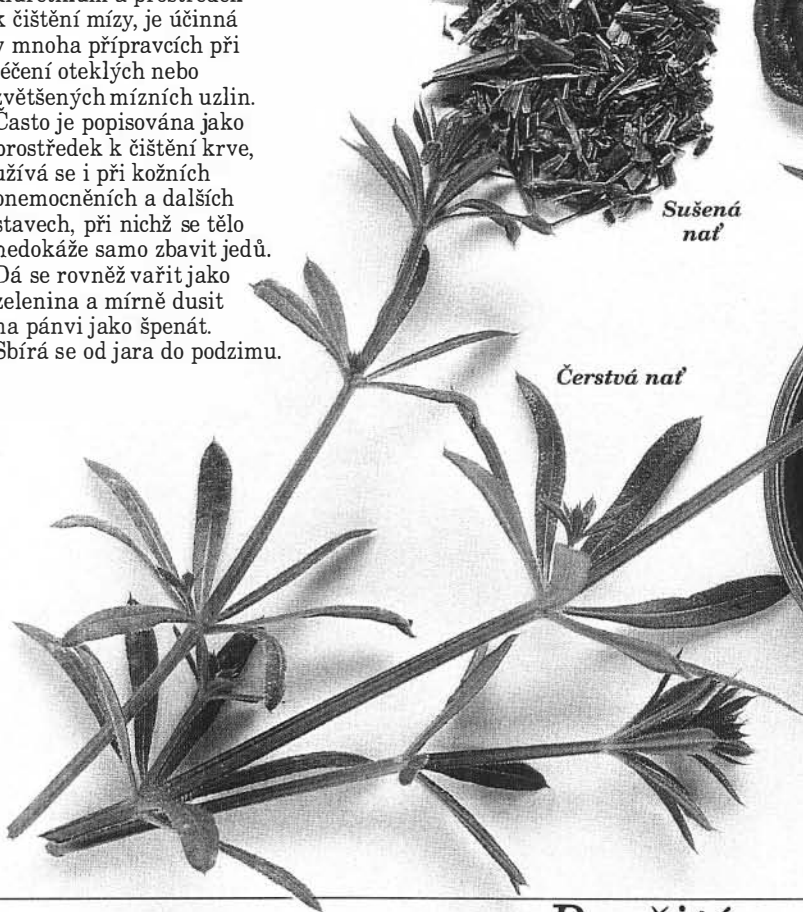 k čištění mízy, je účinná
v mnoha přípravcích při
léčení oteklých nebo
zvětšených mízních uzlin.
Často je popisována jako
prostředek k čištění krve,
užívá se i při kožních
onemocněních a dalších
stavech, při nichž se tělo
nedokáže samo zbavit jedů.
Dá se rovněž vařit jako
zelenina a mírně dusit
na pánvi jako špenát.
Sbírá se od jara do podzimu.
Sušená
nať
Čerstvá nať